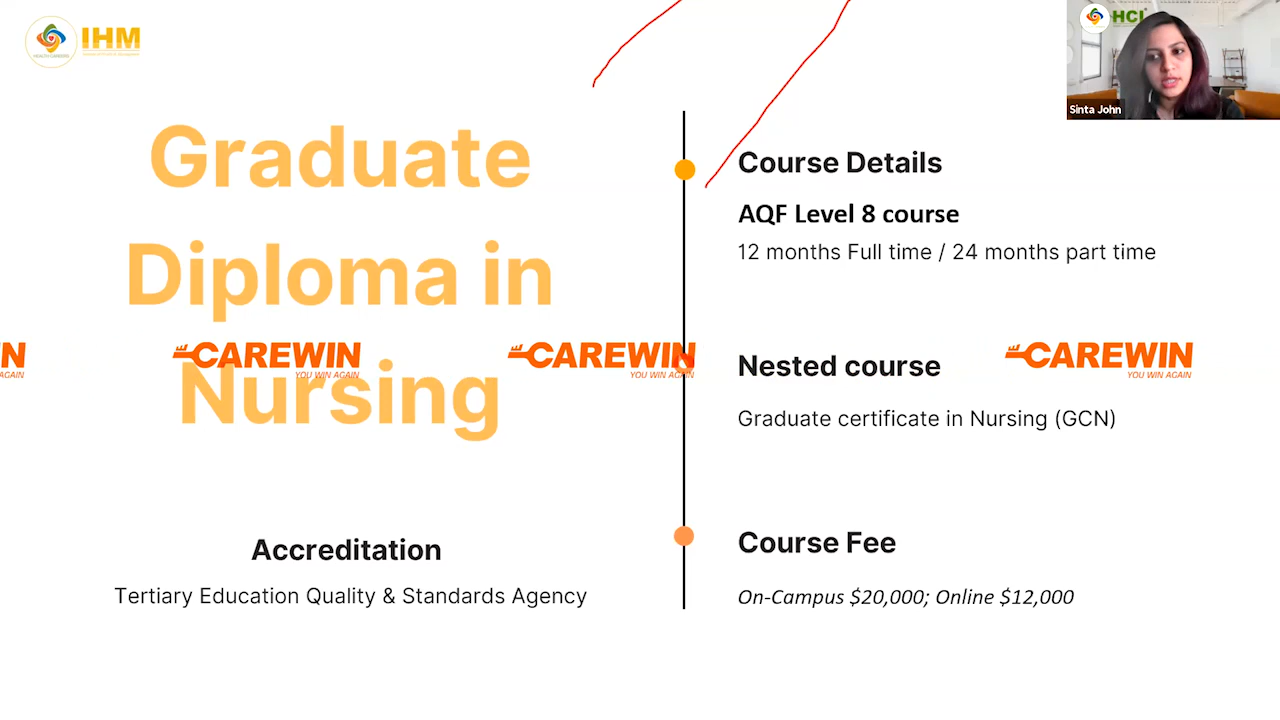 IHM
HCI
Sinta John
Graduate
Diploma in
Nursing
Accreditation
Tertiary Education Quality & Standards Agency
Course Details
AQF Level 8 course
12 months Full time / 24 months part time
Nested course
Graduate certificate in Nursing (GCN)
Course Fee
On-Campus $20,000; Online $12,000
N
AGAIN
CAREWIN
YOU WIN AGAIN
CAREWIN
YOU WIN AGAIN
CAREWIN
YOU WIN AGAIN